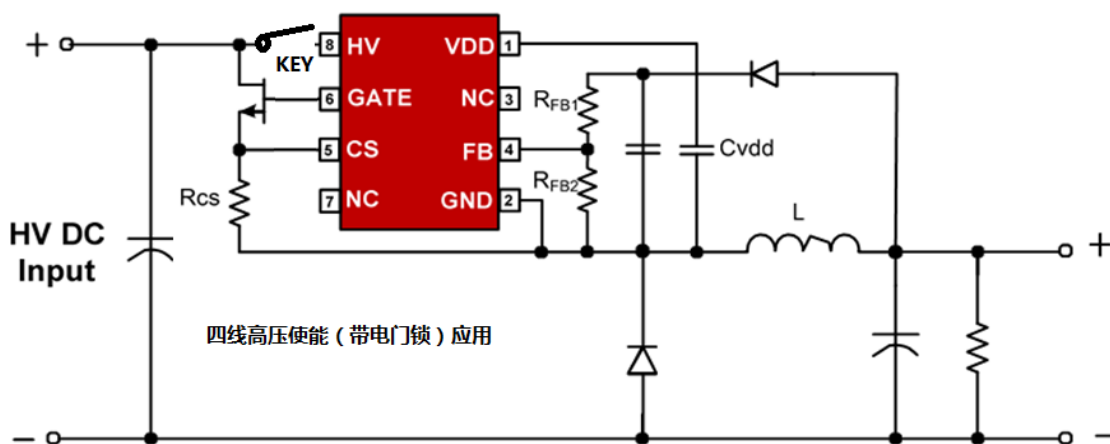 +
KEY
8 HV
VDD 1
6 GATE
NC 3
5 CS
FB 4
7 NC
GND 2
RFB1
RFB2
Cvdd
Rcs
L
+
HV DC
Input
四线高压使能（带电门锁）应用
−
−